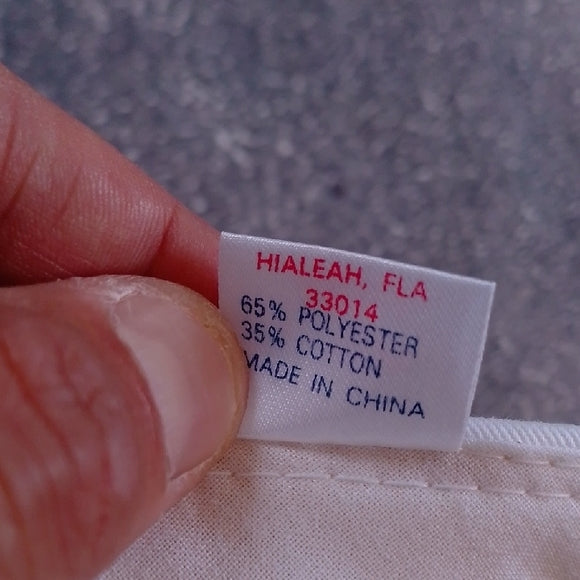 HIALEAH, FLA
33014
65% POLYESTER
35% COTTON
MADE IN CHINA